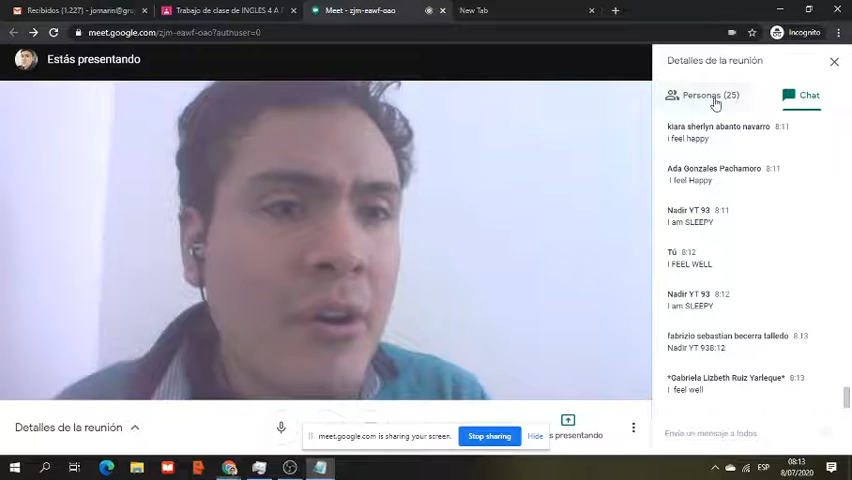 Recibidos (1.227) - jomarin@gru
Trabajo de clase de INGLES 4 A P
Meet - zjm-eawf-oao
New Tab
meet.google.com/zjm-eawf-oao?authuser=0
Incognito
Estás presentando
Detalles de la reunión
Personas (25)
Chat
kiara sherlyn abanto navarro 8:11
i feel happy
Ada Gonzales Pachamoro 8:11
I feel Happy
Nadir YT 93 8:11
I am SLEEPY
Tú 8:12
I FEEL WELL
Nadir YT 93 8:12
I am SLEEPY
fabrizio sebastian becerra talledo 8:13
Nadir YT 938:12
*Gabriela Lizbeth Ruiz Yarleque* 8:13
I feel well
Envía un mensaje a todos
Detalles de la reunión
meet.google.com is sharing your screen.
Stop sharing
Hide
s presentando
ESP
08:13
8/07/2020